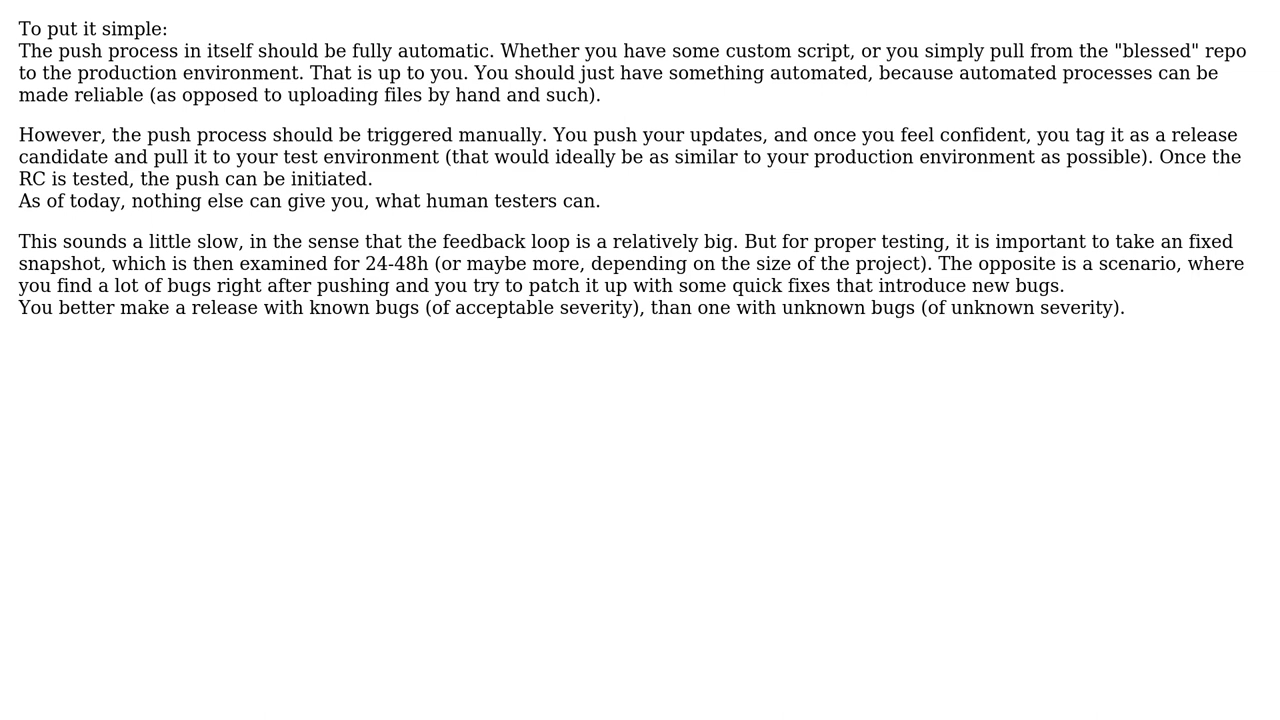 To put it simple:
The push process in itself should be fully automatic. Whether you have some custom script, or you simply pull from the "blessed" repo
to the production environment. That is up to you. You should just have something automated, because automated processes can be
made reliable (as opposed to uploading files by hand and such).
However, the push process should be triggered manually. You push your updates, and once you feel confident, you tag it as a release
candidate and pull it to your test environment (that would ideally be as similar to your production environment as possible). Once the
RC is tested, the push can be initiated.
As of today, nothing else can give you, what human testers can.
This sounds a little slow, in the sense that the feedback loop is a relatively big. But for proper testing, it is important to take an fixed
snapshot, which is then examined for 24-48h (or maybe more, depending on the size of the project). The opposite is a scenario, where
you find a lot of bugs right after pushing and you try to patch it up with some quick fixes that introduce new bugs.
You better make a release with known bugs (of acceptable severity), than one with unknown bugs (of unknown severity).